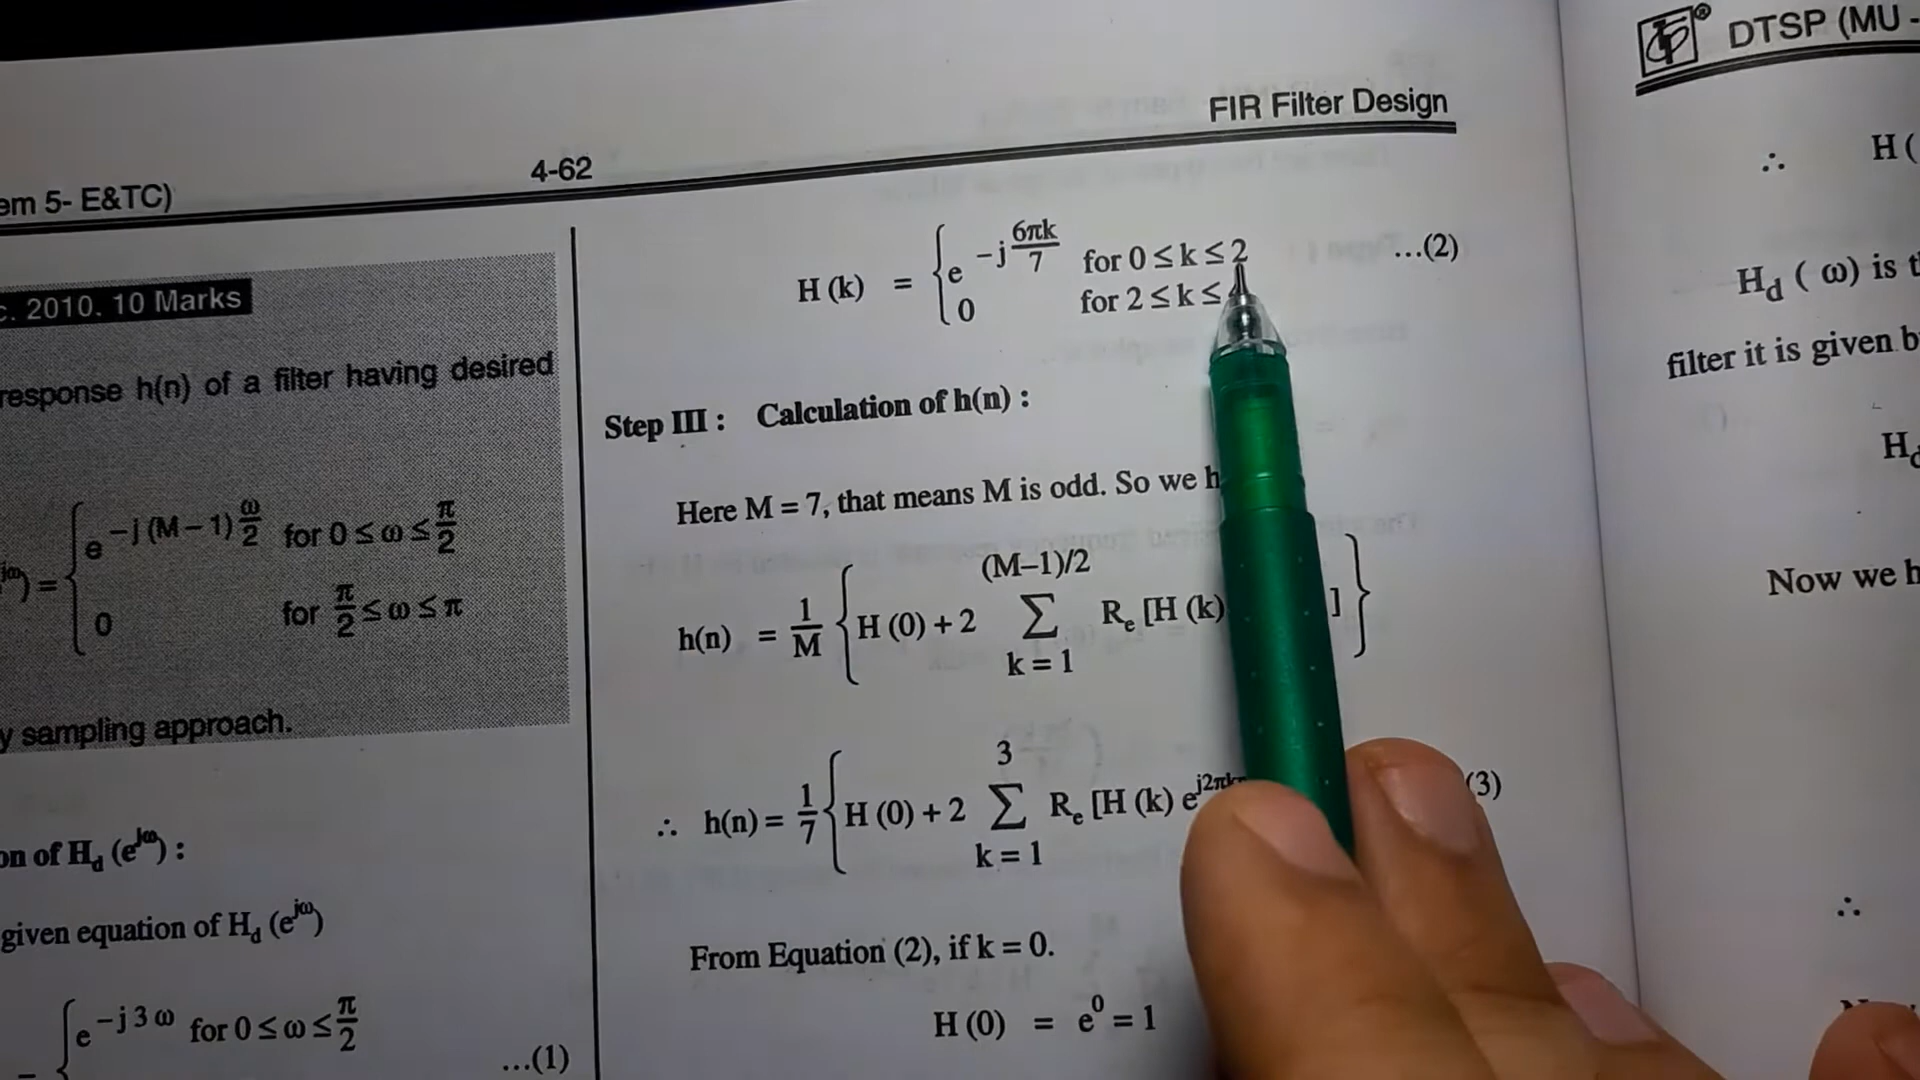 em 5- E&TC)
4-62
FIR Filter Design
c. 2010. 10 Marks
response h(n) of a filter having desired
jω) = { e^{-j (M – 1) ω/2} for 0 ≤ ω ≤ π/2
0 for π/2 ≤ ω ≤ π
y sampling approach.
on of H_d (e^{jω}) :
given equation of H_d (e^{jω})
= { e^{-j 3 ω} for 0 ≤ ω ≤ π/2 ...(1)
H (k) = { e^{-j 6πk/7} for 0 ≤ k ≤ 2 ...(2)
0 for 2 ≤ k ≤
Step III : Calculation of h(n) :
Here M = 7, that means M is odd. So we h
h(n) = 1/M { H (0) + 2 Σ_{k = 1}^{(M–1)/2} R_e [H (k) ] }
∴ h(n) = 1/7 { H (0) + 2 Σ_{k = 1}^{3} R_e [H (k) e^{j2πk} (3)
From Equation (2), if k = 0.
H (0) = e^0 = 1
DTSP (MU -
∴ H (
H_d ( ω) is t
filter it is given b
H_d
Now we h
∴